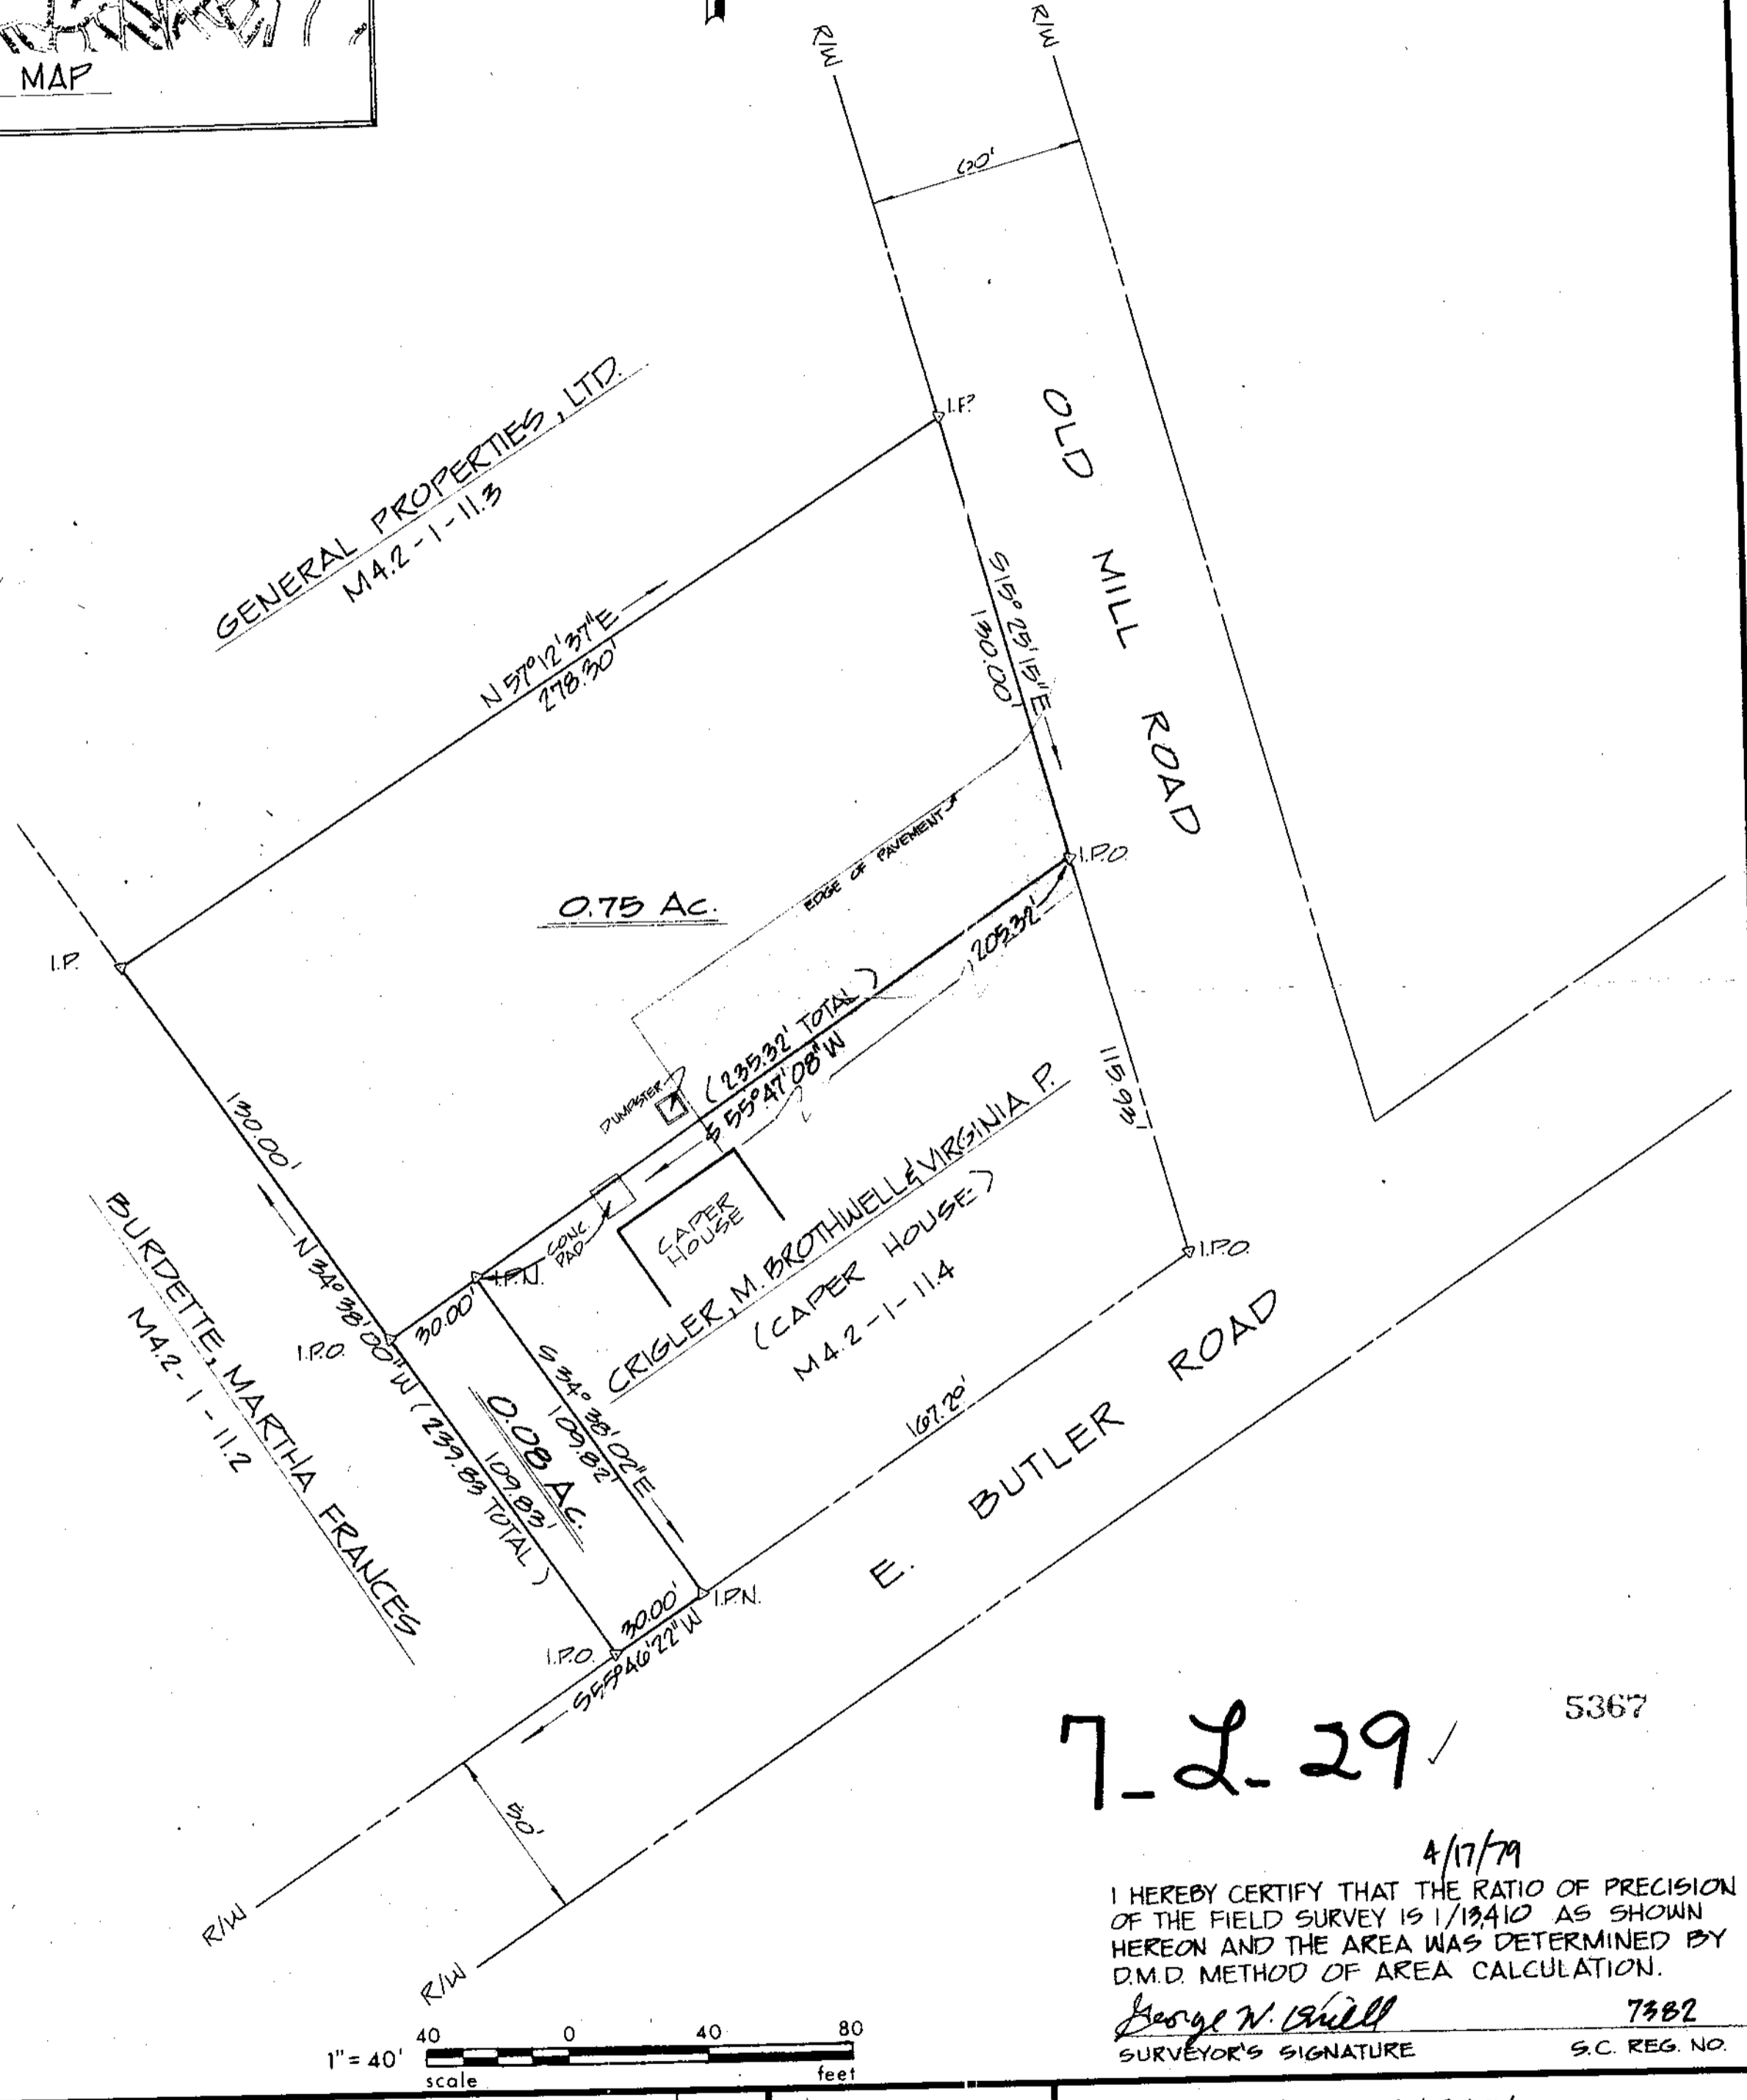 MAP
R/W
R/W
60'
I.P.
GENERAL PROPERTIES, LTD.
M4.2-1-11.3
OLD MILL ROAD
N 57° 12' 37" E
278.30'
S 15° 25' 15" E
130.00'
EDGE OF PAVEMENT
I.P.O.
0.75 AC.
I.P.
205.32'
(235.32' TOTAL)
S 55° 47' 08" W
DUMPSTER
115.93'
130.00'
N 34° 38' 00" W (239.83 TOTAL)
BURDETTE, MARTHA FRANCES
M4.2-1-11.2
CONC. PAD
CAPER
HOUSE
CRIGLER, M. BROTHWELL & VIRGINIA P.
(CAPER HOUSE)
M4.2-1-11.4
I.P.N.
30.00'
I.P.O.
I.P.O.
S 34° 38' 02" E
109.82'
0.08 AC.
109.83'
167.20'
E. BUTLER ROAD
I.P.N.
30.00'
I.P.O.
S 55° 46' 22" W
50'
R/W
R/W
7-L-29
5367
4/17/79
I HEREBY CERTIFY THAT THE RATIO OF PRECISION
OF THE FIELD SURVEY IS 1/13,410 AS SHOWN
HEREON AND THE AREA WAS DETERMINED BY
D.M.D. METHOD OF AREA CALCULATION.
George W.
7382
SURVEYOR'S SIGNATURE
S.C. REG. NO.
40 0 40 80
1" = 40'
scale feet